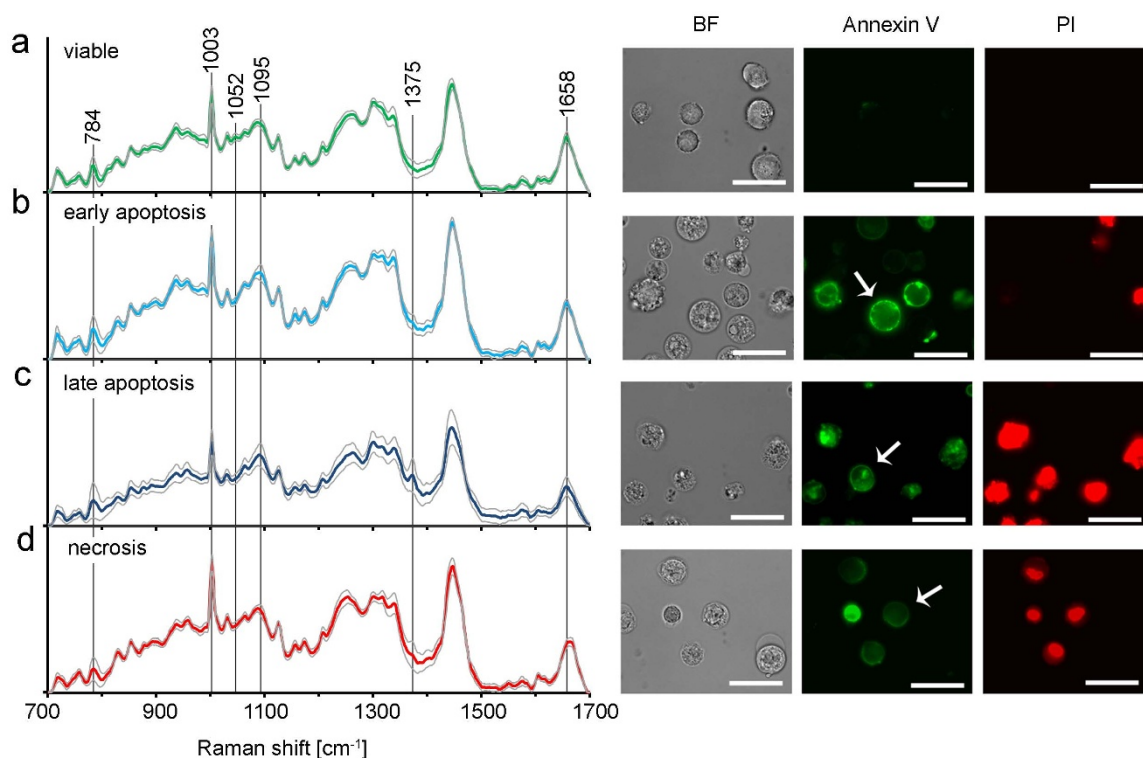 BF Annexin V PI
a
viable
784
1003
1052
1095
1375
1658
b
early apoptosis
c
late apoptosis
d
necrosis
700 900 1100 1300 1500 1700
Raman shift [cm⁻¹]